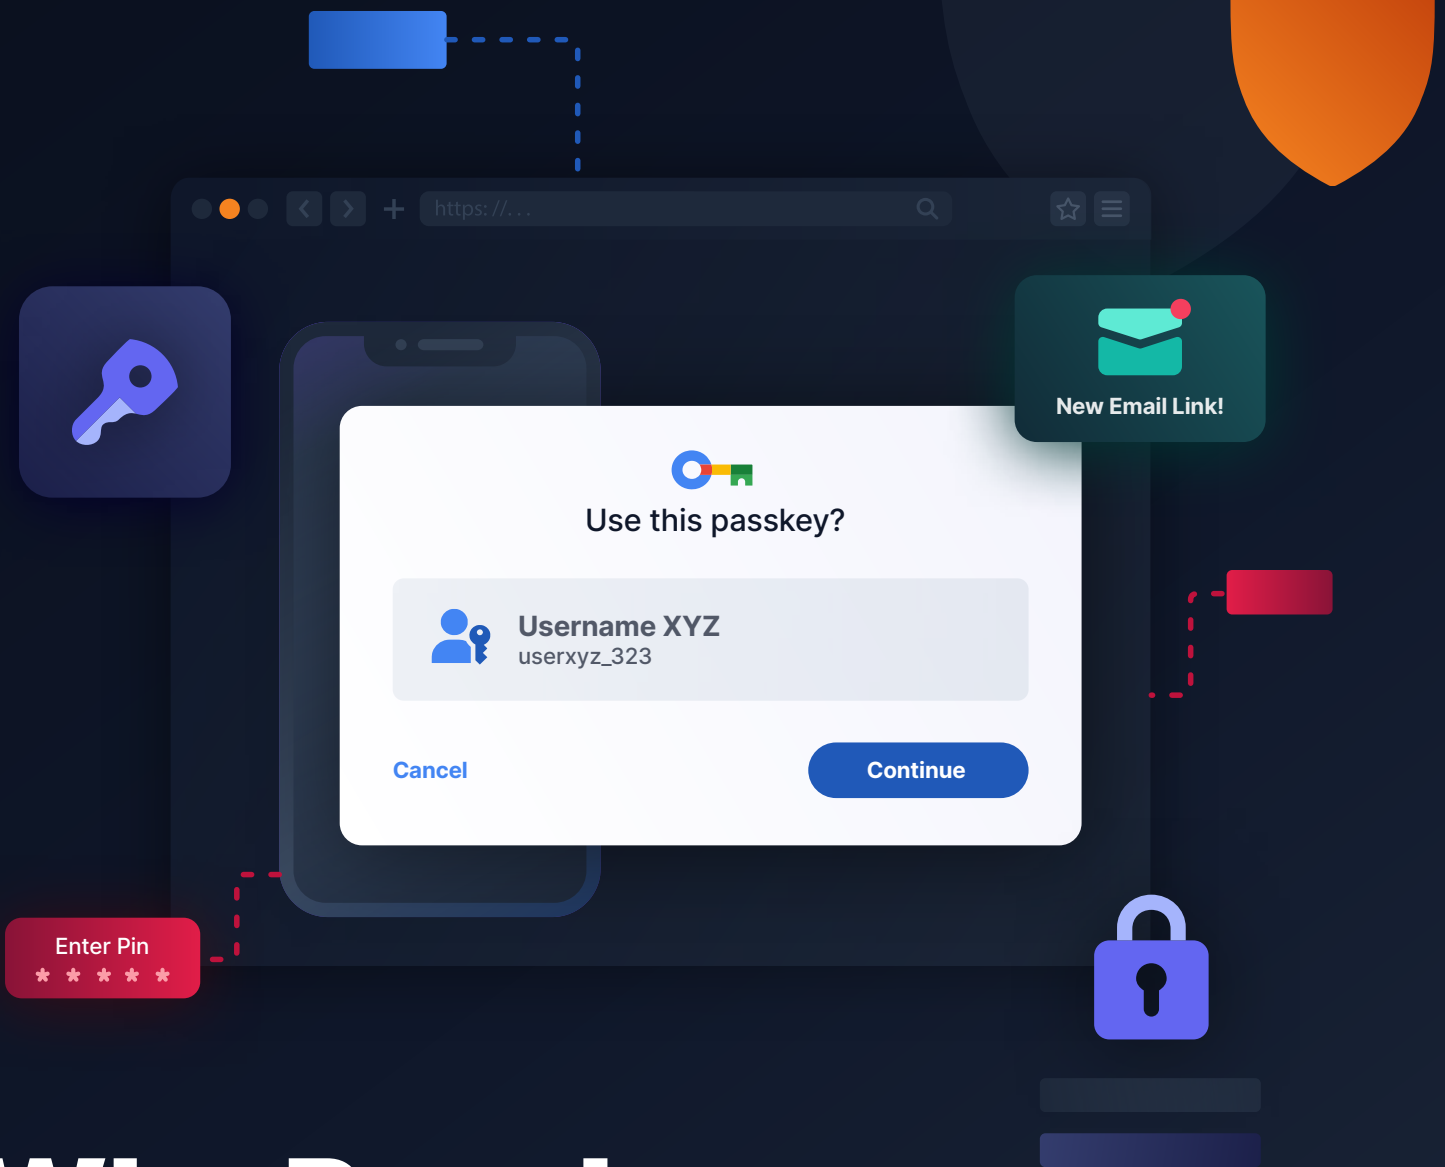 https: //. . .
New Email Link!
Use this passkey?
Username XYZ
userxyz_323
Cancel
Continue
Enter Pin
* * * * *